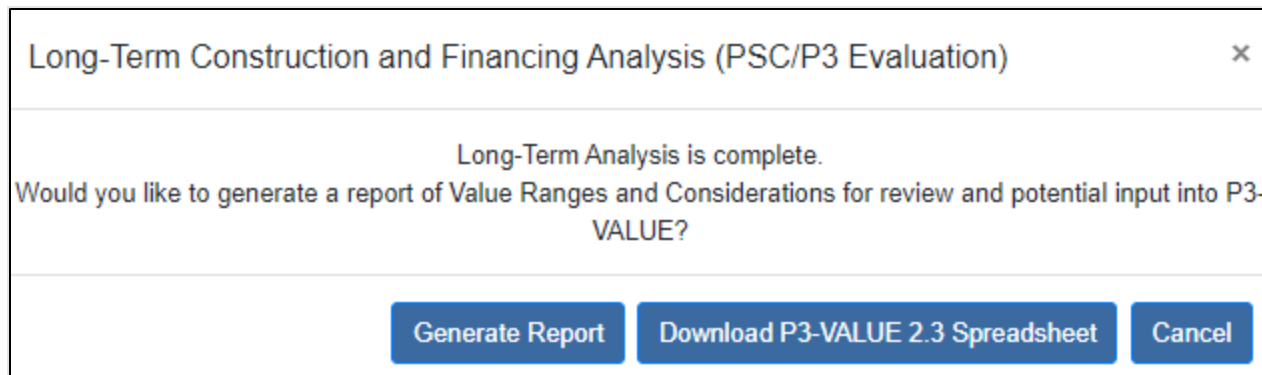 Long-Term Construction and Financing Analysis (PSC/P3 Evaluation) ×
Long-Term Analysis is complete.
Would you like to generate a report of Value Ranges and Considerations for review and potential input into P3-
VALUE?
Generate Report Download P3-VALUE 2.3 Spreadsheet Cancel